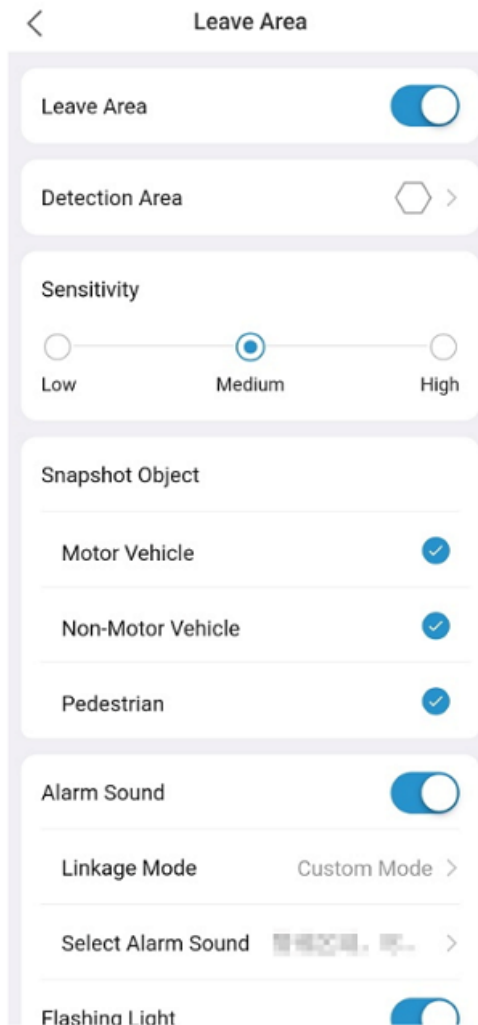 Leave Area
Leave Area
Detection Area
Sensitivity
Low Medium High
Snapshot Object
Motor Vehicle
Non-Motor Vehicle
Pedestrian
Alarm Sound
Linkage Mode Custom Mode
Select Alarm Sound
Flashing Light